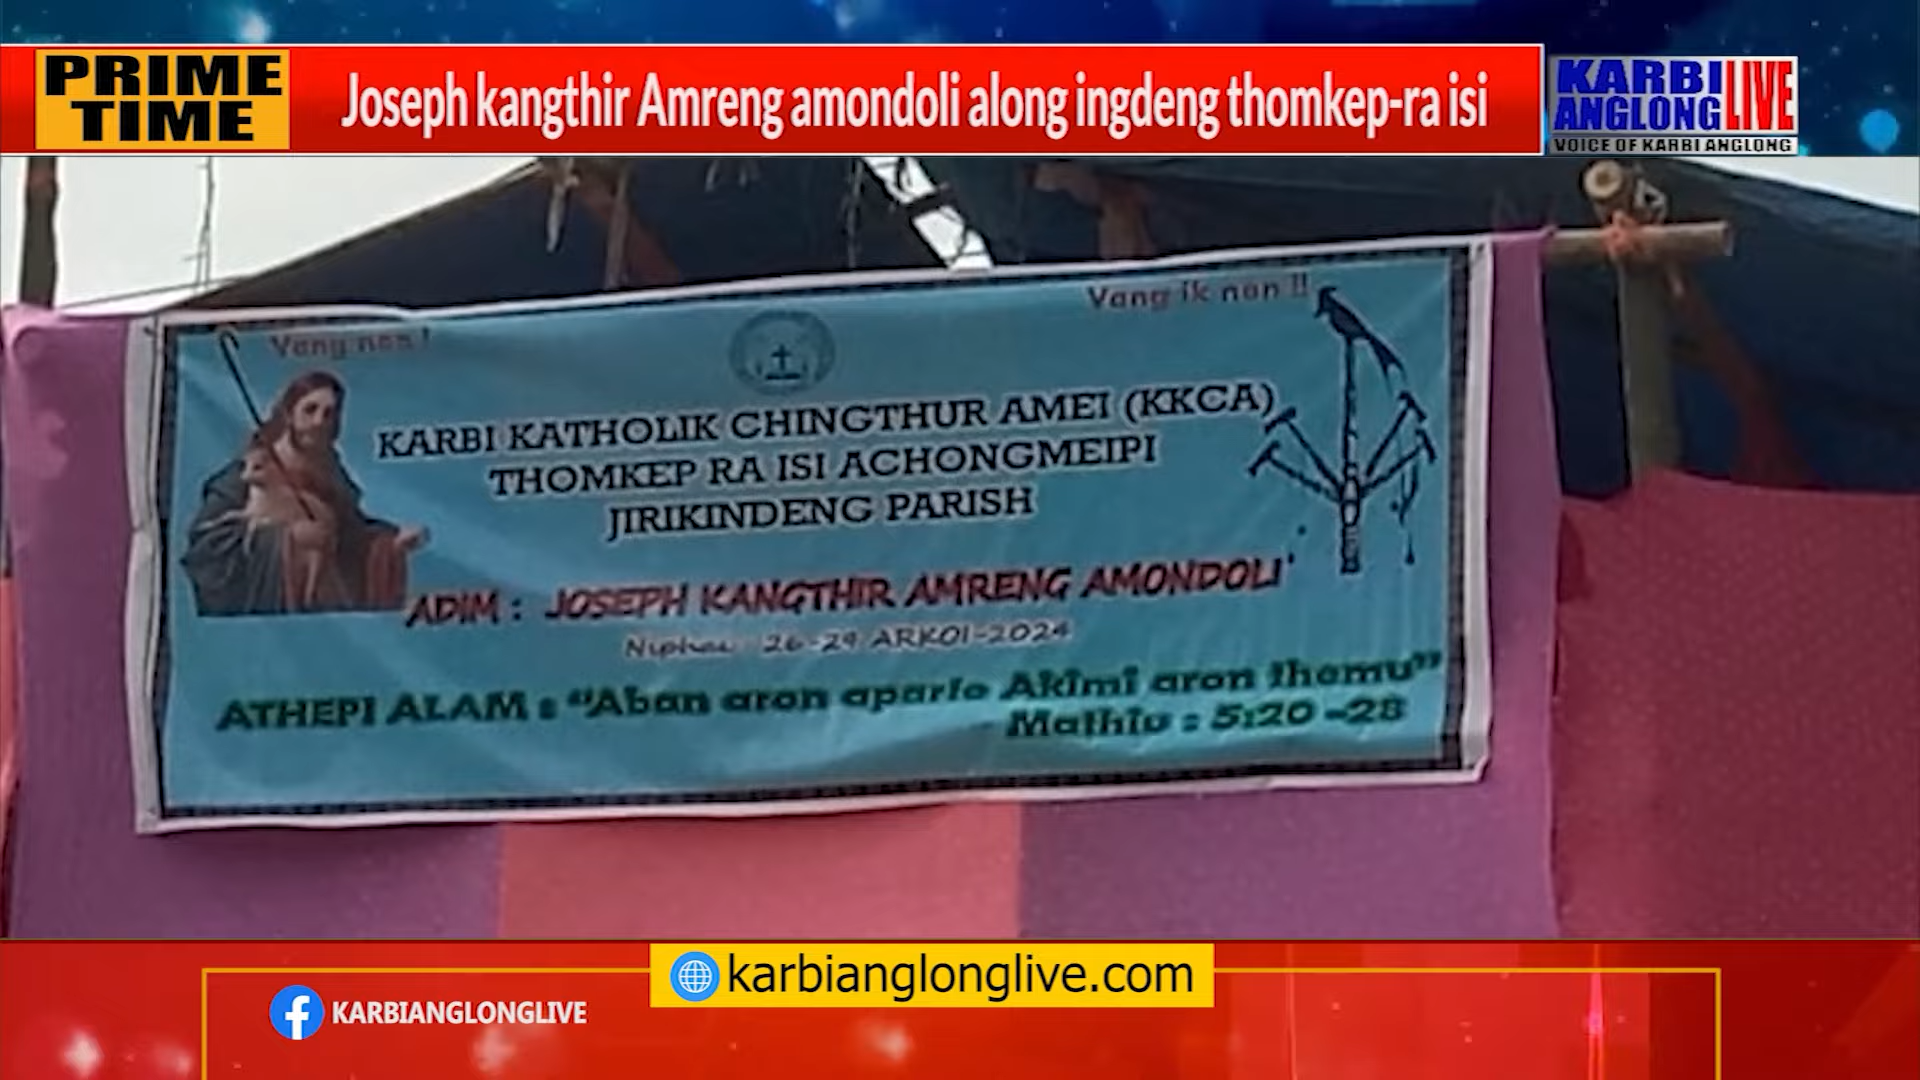 PRIME
TIME
Joseph kangthir Amreng amondoli along ingdeng thomkep-ra isi
KARBI
ANGLONG LIVE
VOICE OF KARBI ANGLONG
Vang non !
Vang ik non !!
KARBI KATHOLIK CHINGTHUR AMEI (KKCA)
THOMKEP RA ISI ACHONGMEIPI
JIRIKINDENG PARISH
ADIM : JOSEPH KANGTHIR AMRENG AMONDOLI
26-29 ARKOI-2024
ATHEPI ALAM : “Aban aron aparlo Akimi aron themu”
Mathiu : 5:20 -28
karbianglonglive.com
KARBIANGLONGLIVE